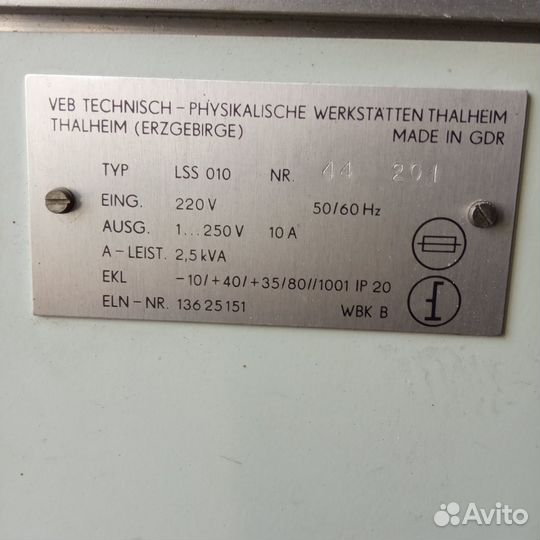 VEB TECHNISCH - PHYSIKALISCHE WERKSTÄTTEN THALHEIM
THALHEIM (ERZGEBIRGE) MADE IN GDR
TYP LSS 010 NR. 44 201
EING. 220 V 50/60 Hz
AUSG. 1...250 V 10 A
A-LEIST. 2,5 kVA
EKL -10/+40/+35/80//1001 IP 20
ELN-NR. 136 25 151 WBK B
Avito